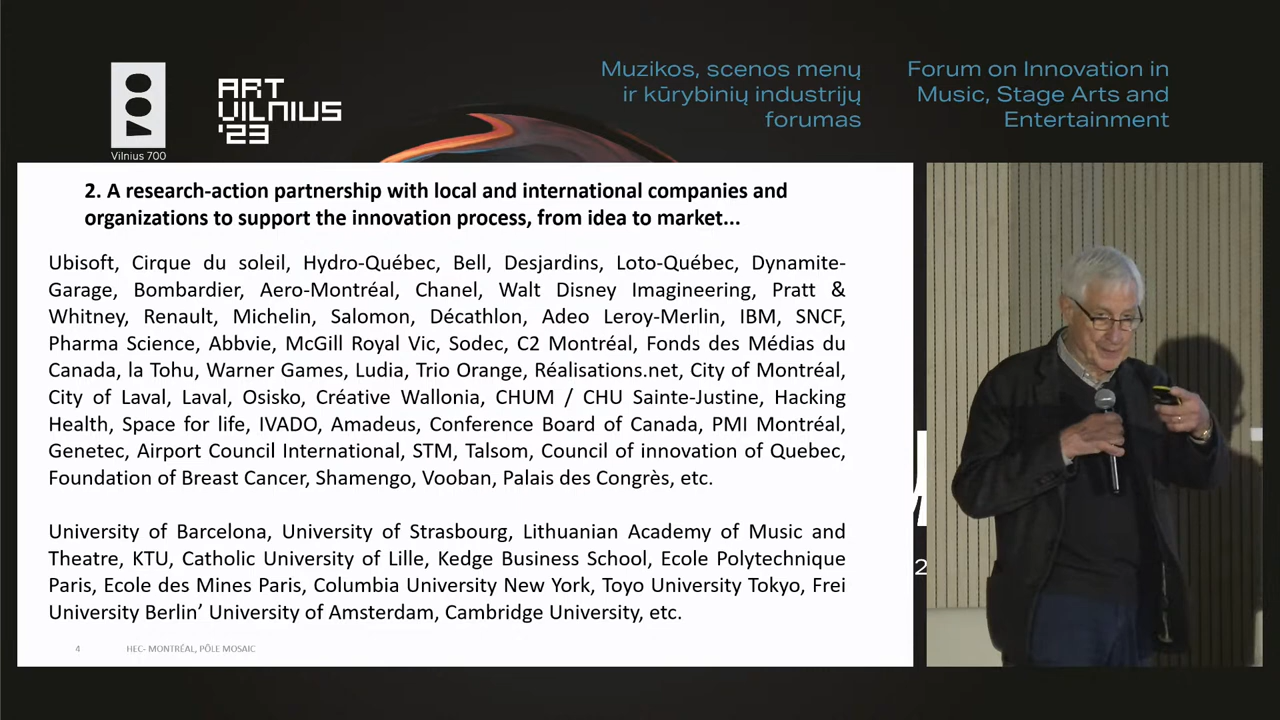 Vilnius 700
ART
VILNIUS
'23
Muzikos, scenos menų
ir kūrybinių industrijų
forumas
Forum on Innovation in
Music, Stage Arts and
Entertainment
2. A research-action partnership with local and international companies and
organizations to support the innovation process, from idea to market...
Ubisoft, Cirque du soleil, Hydro-Québec, Bell, Desjardins, Loto-Québec, Dynamite-
Garage, Bombardier, Aero-Montréal, Chanel, Walt Disney Imagineering, Pratt &
Whitney, Renault, Michelin, Salomon, Décathlon, Adeo Leroy-Merlin, IBM, SNCF,
Pharma Science, Abbvie, McGill Royal Vic, Sodec, C2 Montréal, Fonds des Médias du
Canada, la Tohu, Warner Games, Ludia, Trio Orange, Réalisations.net, City of Montréal,
City of Laval, Laval, Osisko, Créative Wallonia, CHUM / CHU Sainte-Justine, Hacking
Health, Space for life, IVADO, Amadeus, Conference Board of Canada, PMI Montréal,
Genetec, Airport Council International, STM, Talsom, Council of innovation of Quebec,
Foundation of Breast Cancer, Shamengo, Vooban, Palais des Congrès, etc.
University of Barcelona, University of Strasbourg, Lithuanian Academy of Music and
Theatre, KTU, Catholic University of Lille, Kedge Business School, Ecole Polytechnique
Paris, Ecole des Mines Paris, Columbia University New York, Toyo University Tokyo, Frei
University Berlin’ University of Amsterdam, Cambridge University, etc.
4 HEC- MONTRÉAL, PÔLE MOSAIC